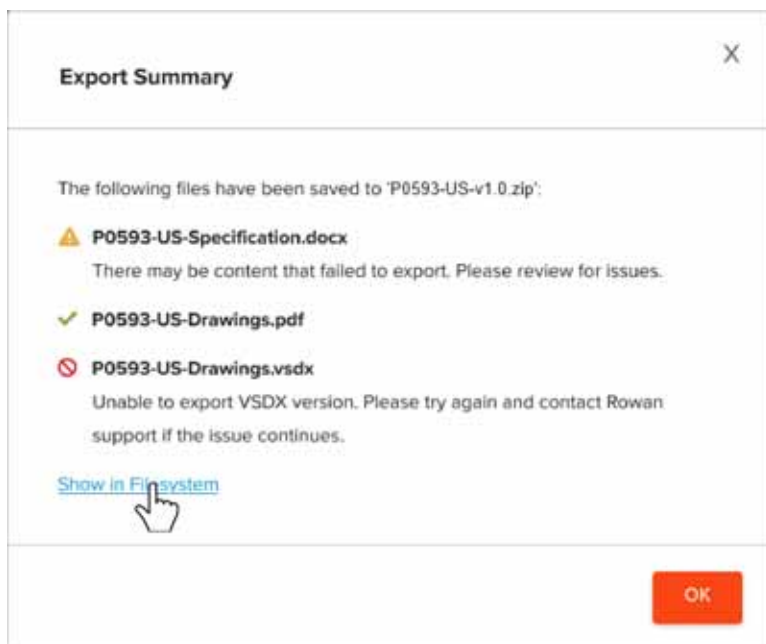 X
Export Summary
The following files have been saved to 'P0593-US-v1.0.zip':
P0593-US-Specification.docx
There may be content that failed to export. Please review for issues.
P0593-US-Drawings.pdf
P0593-US-Drawings.vsdx
Unable to export VSDX version. Please try again and contact Rowan
support if the issue continues.
Show in Filesystem
OK